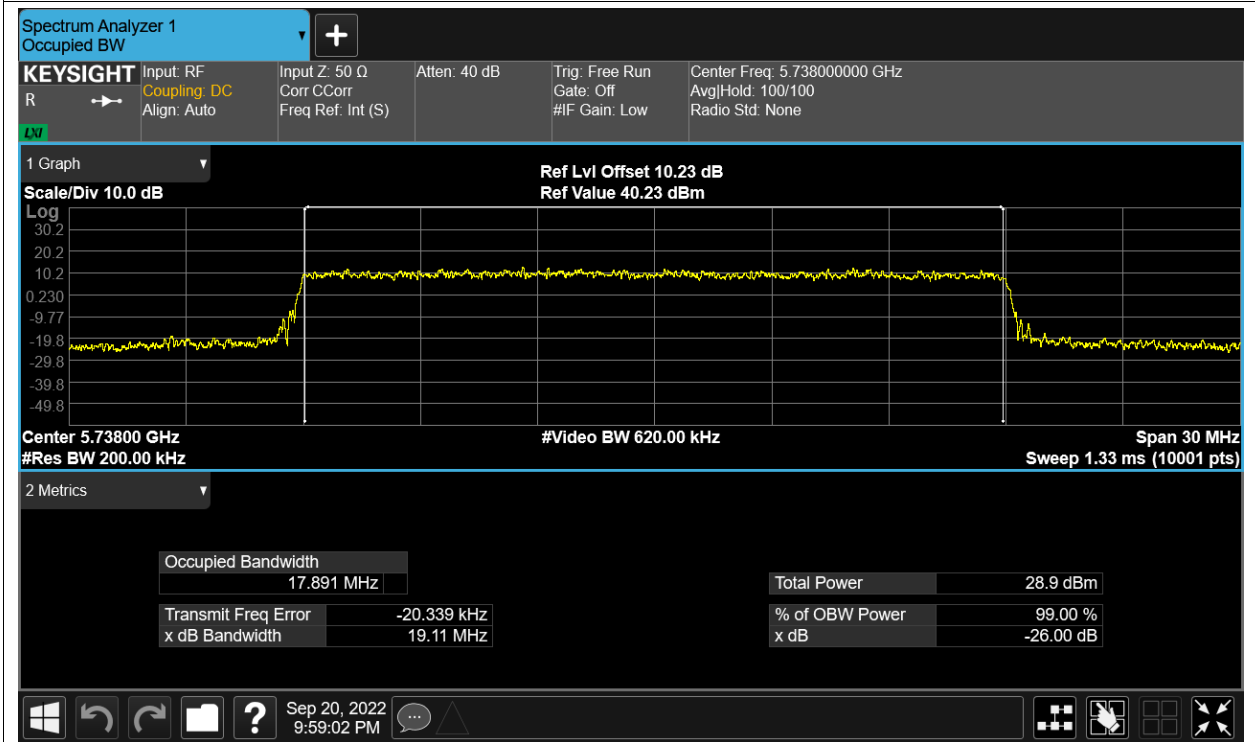 Spectrum Analyzer 1
Occupied BW
KEYSIGHT
R
LXI
Input: RF
Coupling: DC
Align: Auto
Input Z: 50 Ω
Corr CCorr
Freq Ref: Int (S)
Atten: 40 dB
Trig: Free Run
Gate: Off
#IF Gain: Low
Center Freq: 5.738000000 GHz
Avg|Hold: 100/100
Radio Std: None
1 Graph
Scale/Div 10.0 dB
Ref Lvl Offset 10.23 dB
Ref Value 40.23 dBm
Log
30.2
20.2
10.2
0.230
-9.77
-19.8
-29.8
-39.8
-49.8
Center 5.73800 GHz
#Video BW 620.00 kHz
Span 30 MHz
#Res BW 200.00 kHz
Sweep 1.33 ms (10001 pts)
2 Metrics
Occupied Bandwidth
17.891 MHz
Total Power 28.9 dBm
Transmit Freq Error -20.339 kHz
% of OBW Power 99.00 %
x dB Bandwidth 19.11 MHz
x dB -26.00 dB
?
Sep 20, 2022
9:59:02 PM